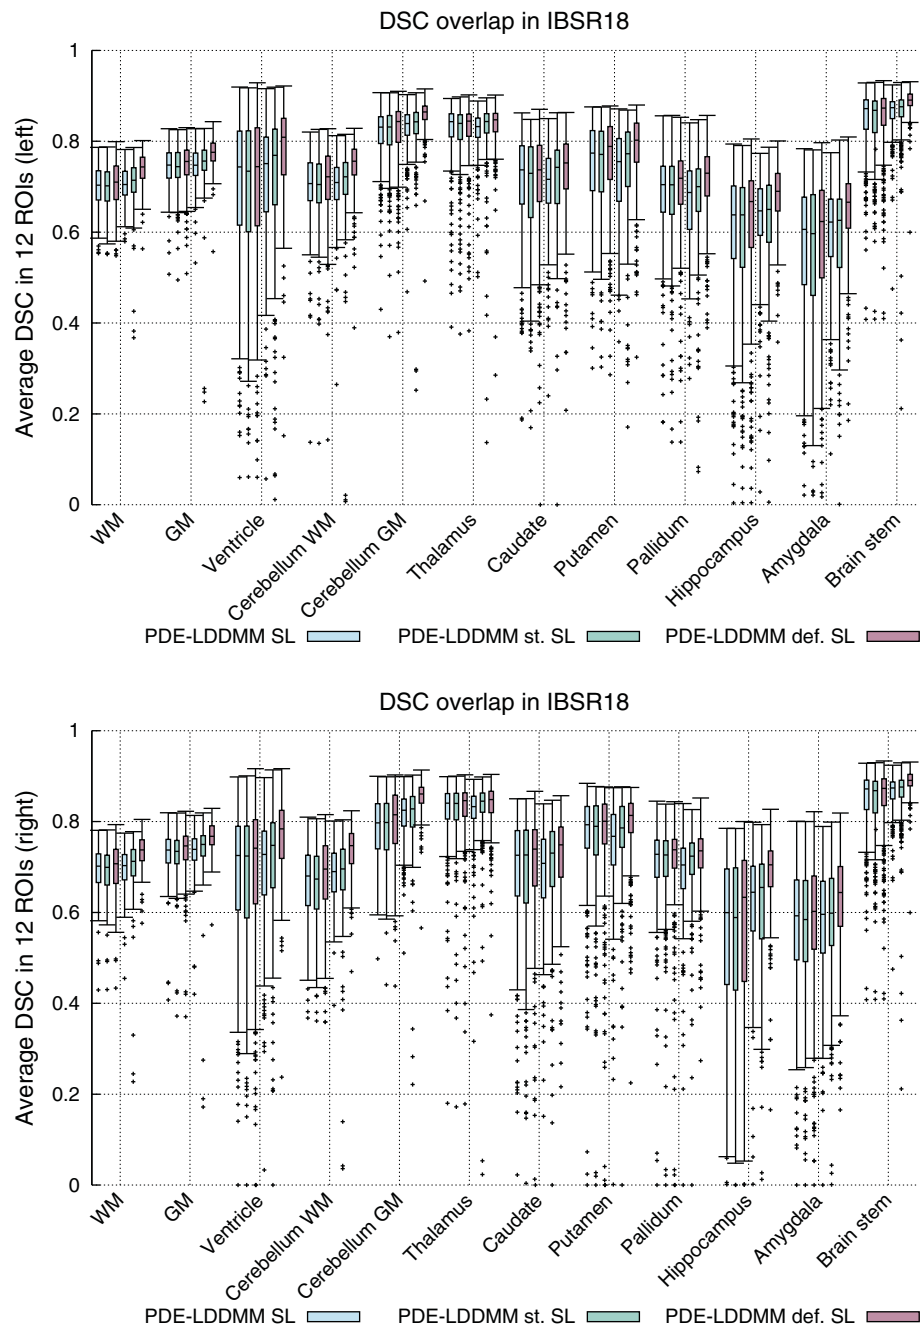 DSC overlap in IBSR18
Average DSC in 12 ROIs (left)
1
0.8
0.6
0.4
0.2
0
WM
GM
Ventricle
Cerebellum WM
Cerebellum GM
Thalamus
Caudate
Putamen
Pallidum
Hippocampus
Amygdala
Brain stem
PDE-LDDMM SL PDE-LDDMM st. SL PDE-LDDMM def. SL
DSC overlap in IBSR18
Average DSC in 12 ROIs (right)
1
0.8
0.6
0.4
0.2
0
WM
GM
Ventricle
Cerebellum WM
Cerebellum GM
Thalamus
Caudate
Putamen
Pallidum
Hippocampus
Amygdala
Brain stem
PDE-LDDMM SL PDE-LDDMM st. SL PDE-LDDMM def. SL